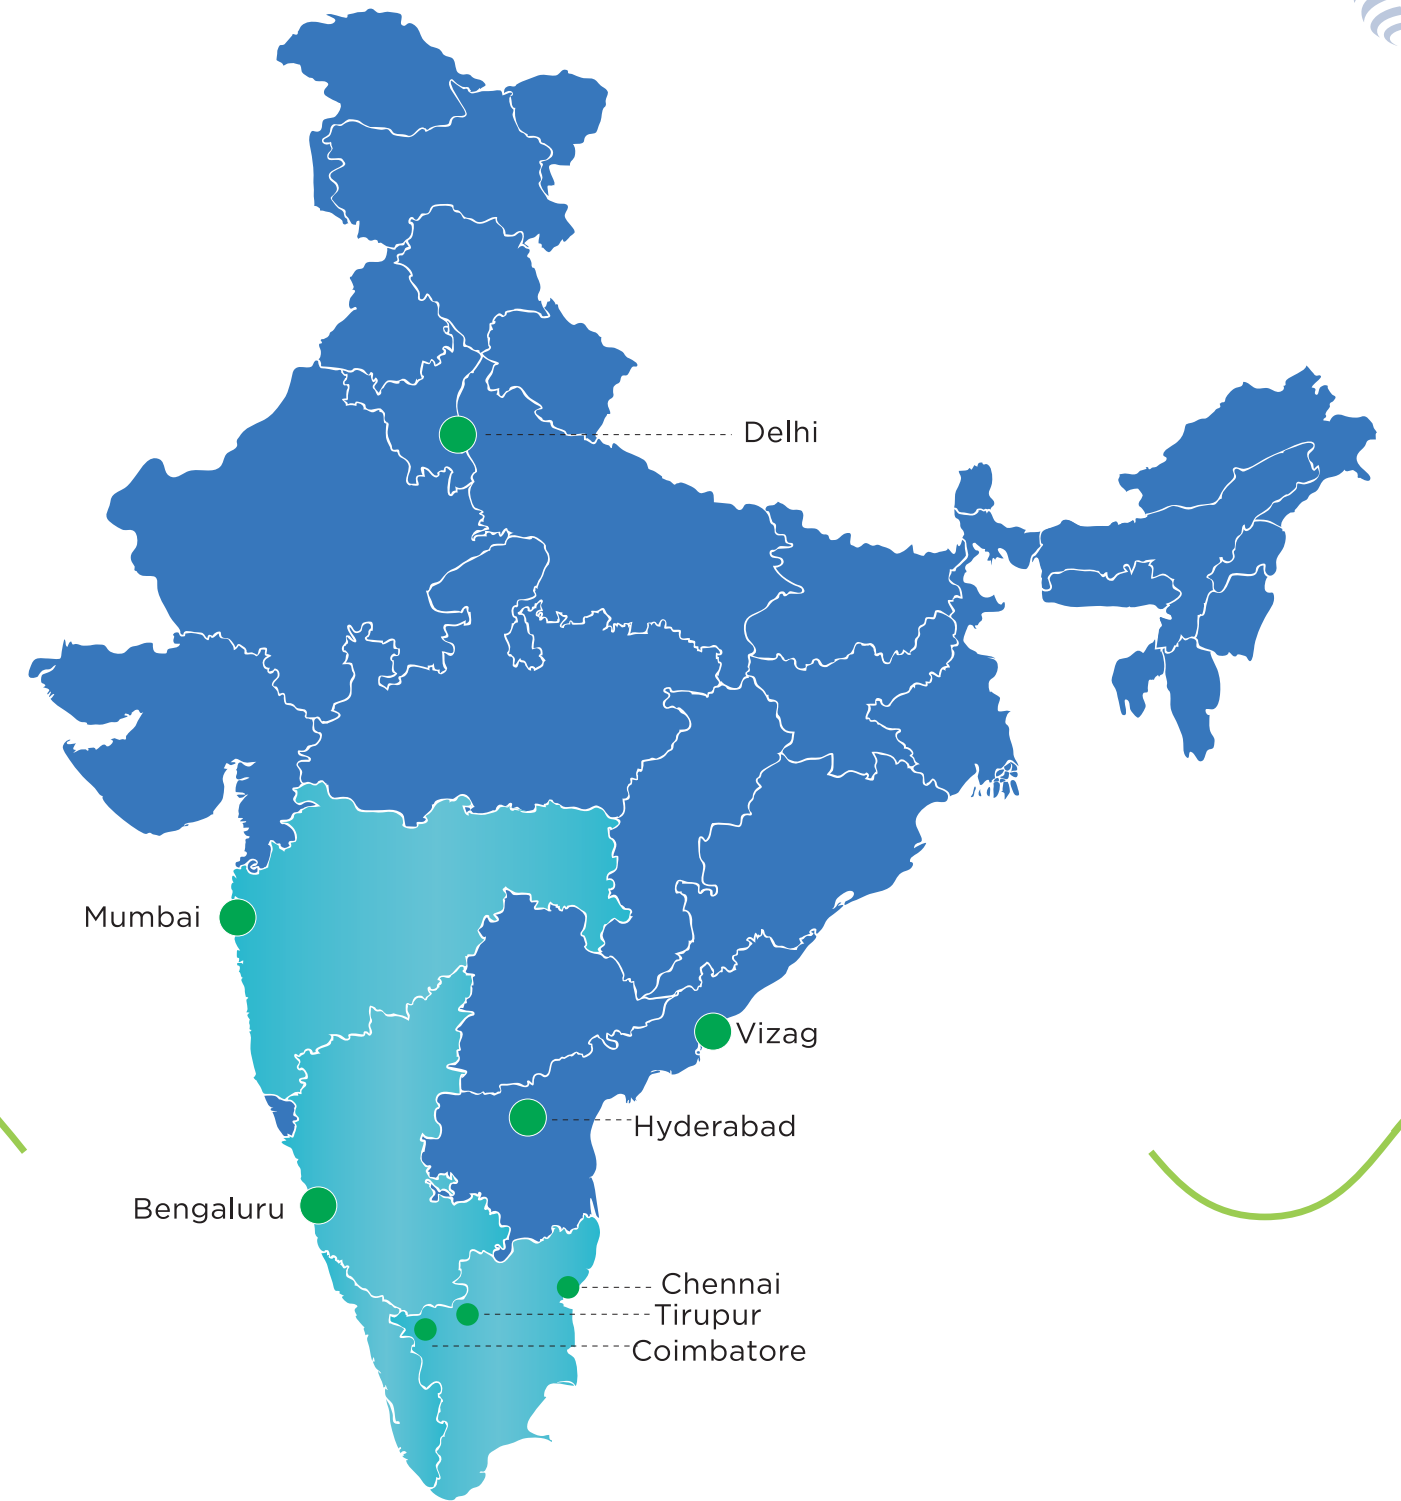 Delhi
Mumbai
Vizag
Hyderabad
Bengaluru
Chennai
Tirupur
Coimbatore